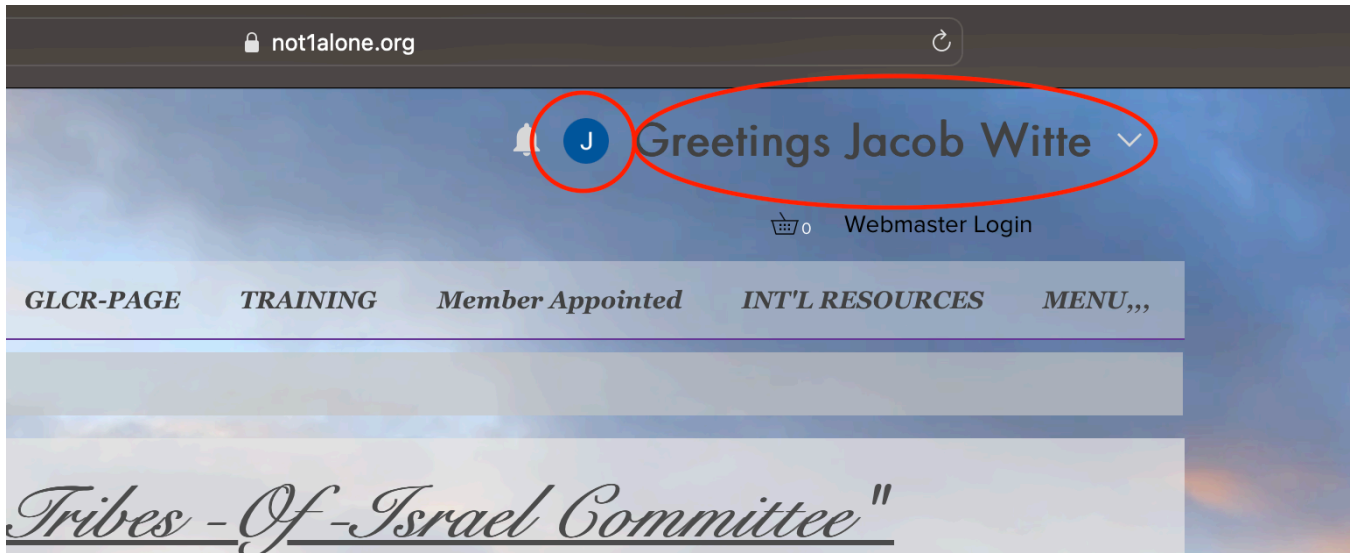 not1alone.org
J Greetings Jacob Witte
0 Webmaster Login
GLCR-PAGE TRAINING Member Appointed INT'L RESOURCES MENU,,,
Tribes -Of-Israel Committee"